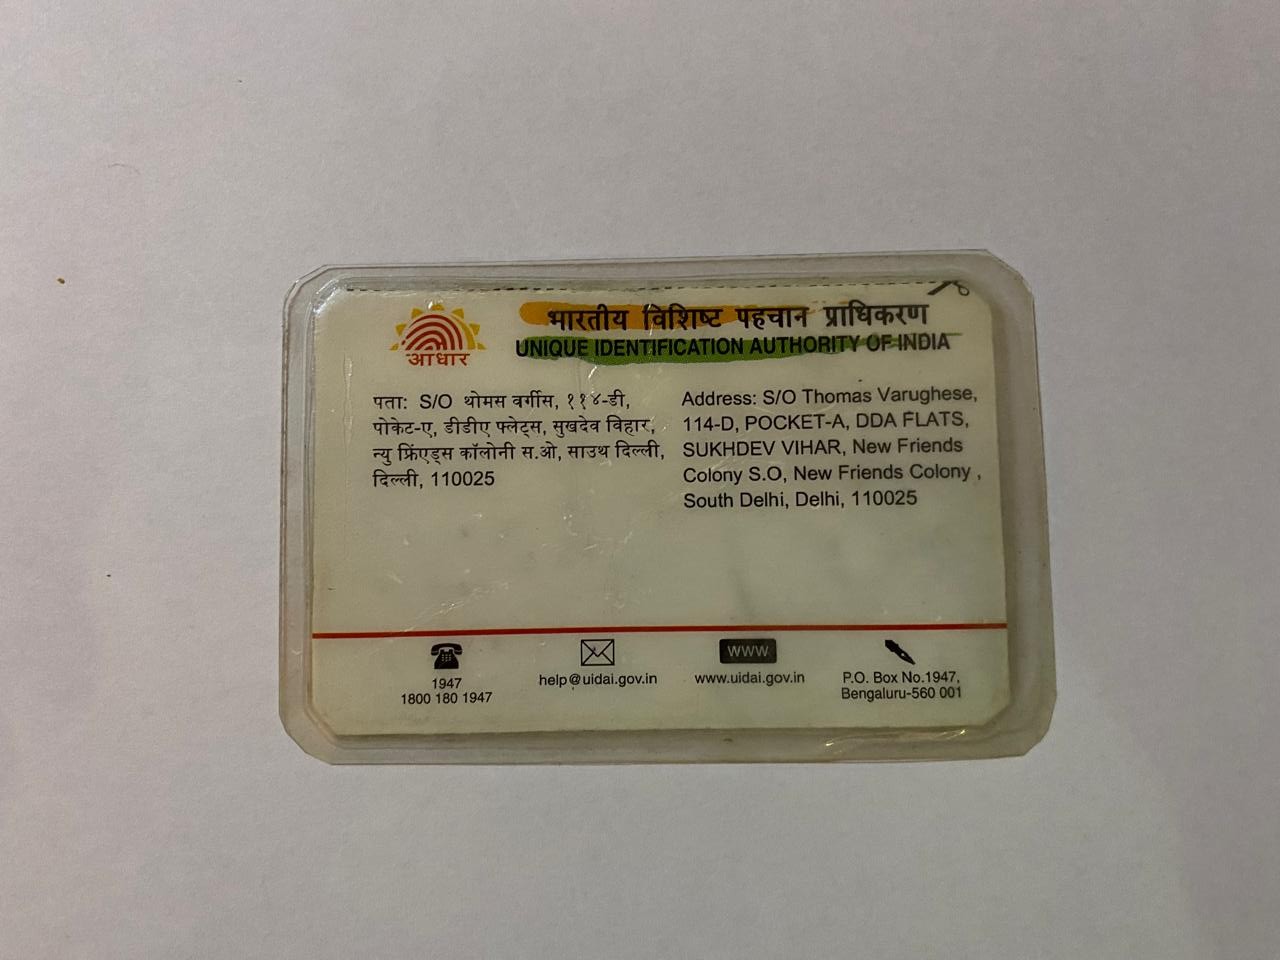 भारतीय विशिष्ट पहचान प्राधिकरण
UNIQUE IDENTIFICATION AUTHORITY OF INDIA
आधार
पता: S/O थोमस वर्गीस, ११४-डी,
पोकेट-ए, डीडीए फ्लेट्स, सुखदेव विहार,
न्यु फ्रिंएड्स कॉलोनी स.ओ, साउथ दिल्ली,
दिल्ली, 110025
Address: S/O Thomas Varughese,
114-D, POCKET-A, DDA FLATS,
SUKHDEV VIHAR, New Friends
Colony S.O, New Friends Colony ,
South Delhi, Delhi, 110025
1947
1800 180 1947
help@uidai.gov.in
www
www.uidai.gov.in
P.O. Box No.1947,
Bengaluru-560 001